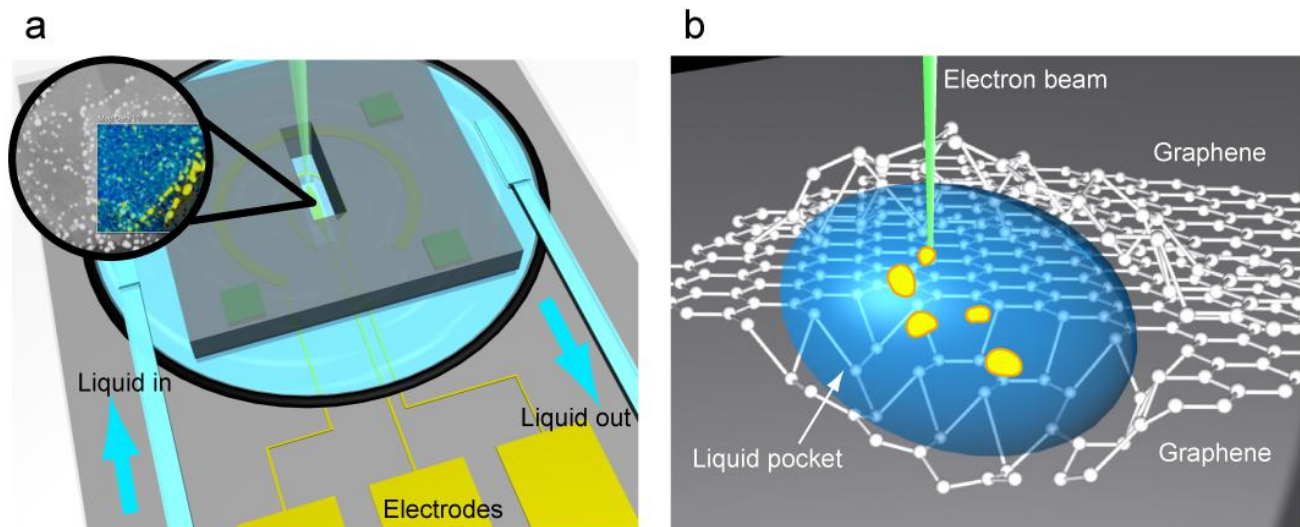 a
Liquid in
Liquid out
Electrodes
b
Electron beam
Graphene
Liquid pocket
Graphene